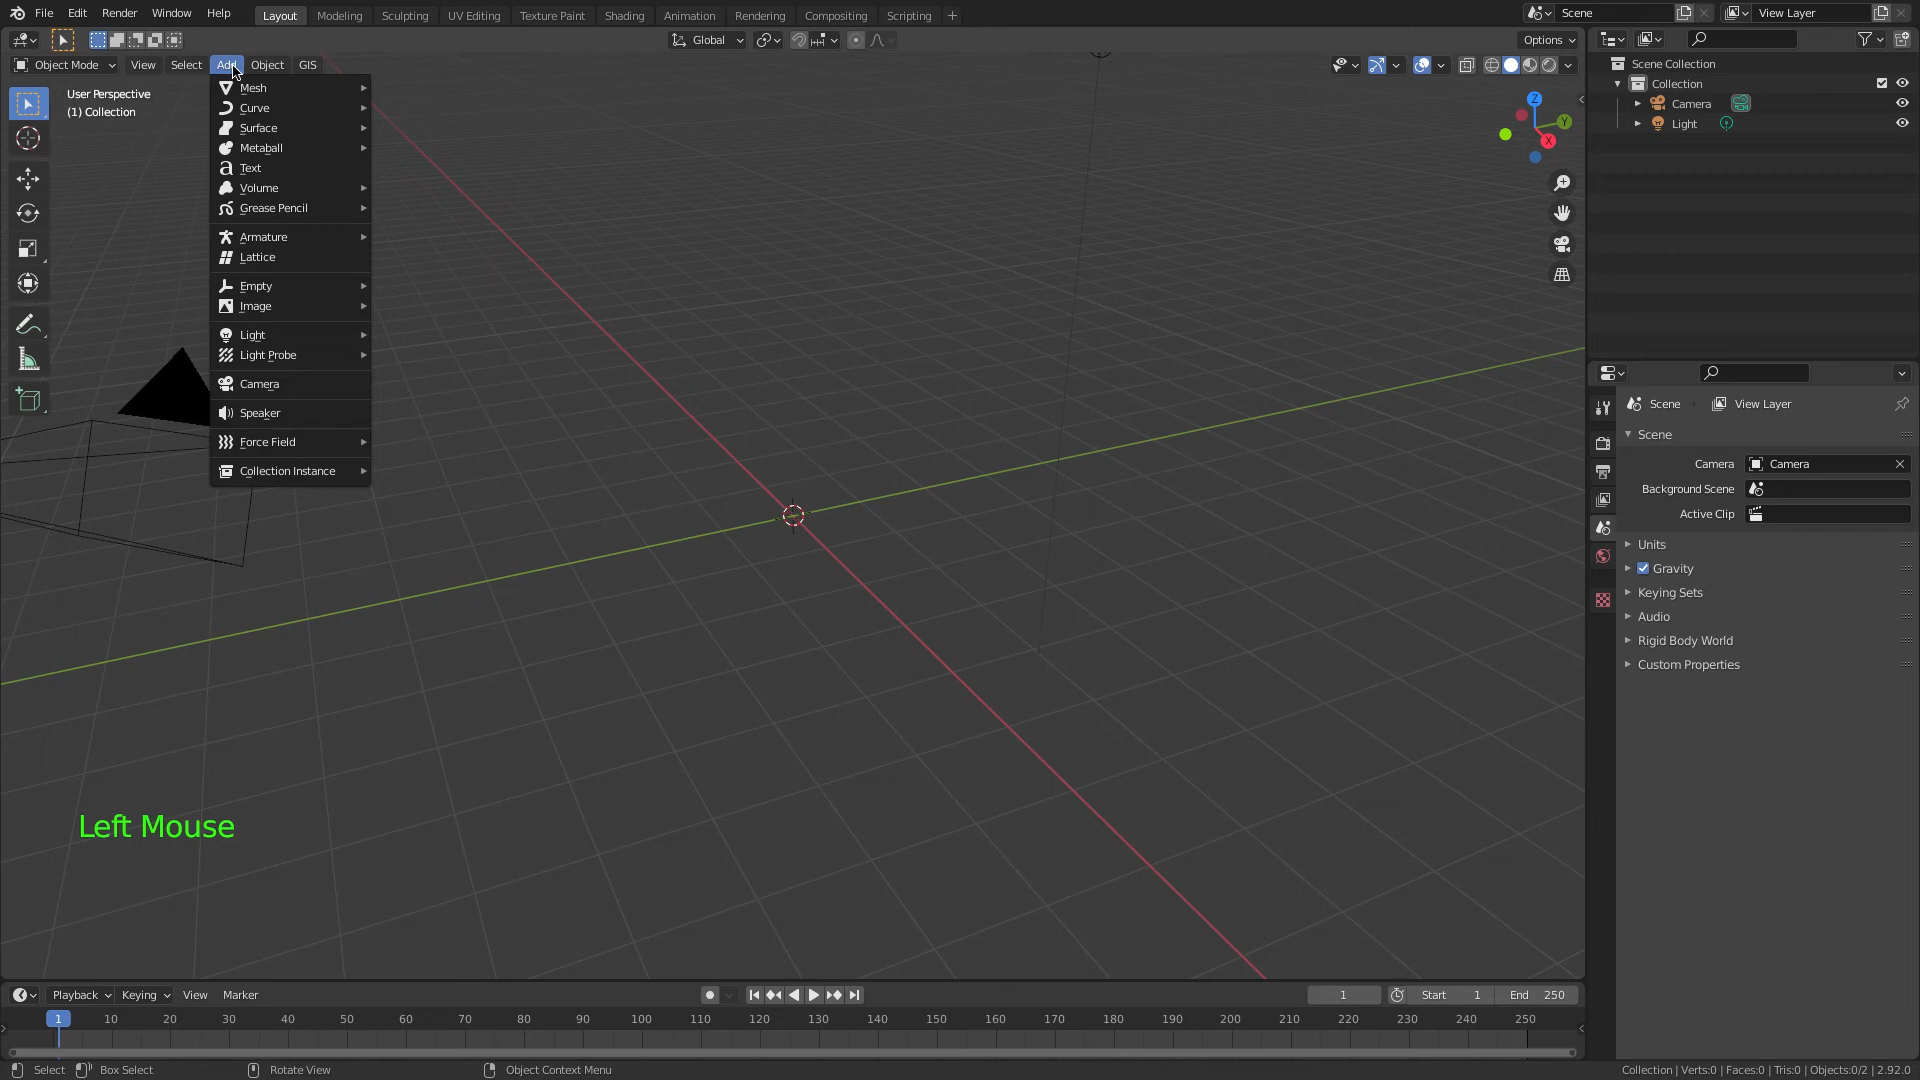 File Edit Render Window Help Layout Modeling Sculpting UV Editing Texture Paint Shading Animation Rendering Compositing Scripting + Scene View Layer
Global Options
Object Mode View Select Add Object GIS
User Perspective
(1) Collection
Mesh
Curve
Surface
Metaball
Text
Volume
Grease Pencil
Armature
Lattice
Empty
Image
Light
Light Probe
Camera
Speaker
Force Field
Collection Instance
Z
Y
X
Left Mouse
Scene Collection
Collection
Camera
Light
Scene View Layer
Scene
Camera Camera
Background Scene
Active Clip
Units
Gravity
Keying Sets
Audio
Rigid Body World
Custom Properties
Playback Keying View Marker 1 Start 1 End 250
1 10 20 30 40 50 60 70 80 90 100 110 120 130 140 150 160 170 180 190 200 210 220 230 240 250
Select Box Select Rotate View Object Context Menu Collection | Verts:0 | Faces:0 | Tris:0 | Objects:0/2 | 2.92.0